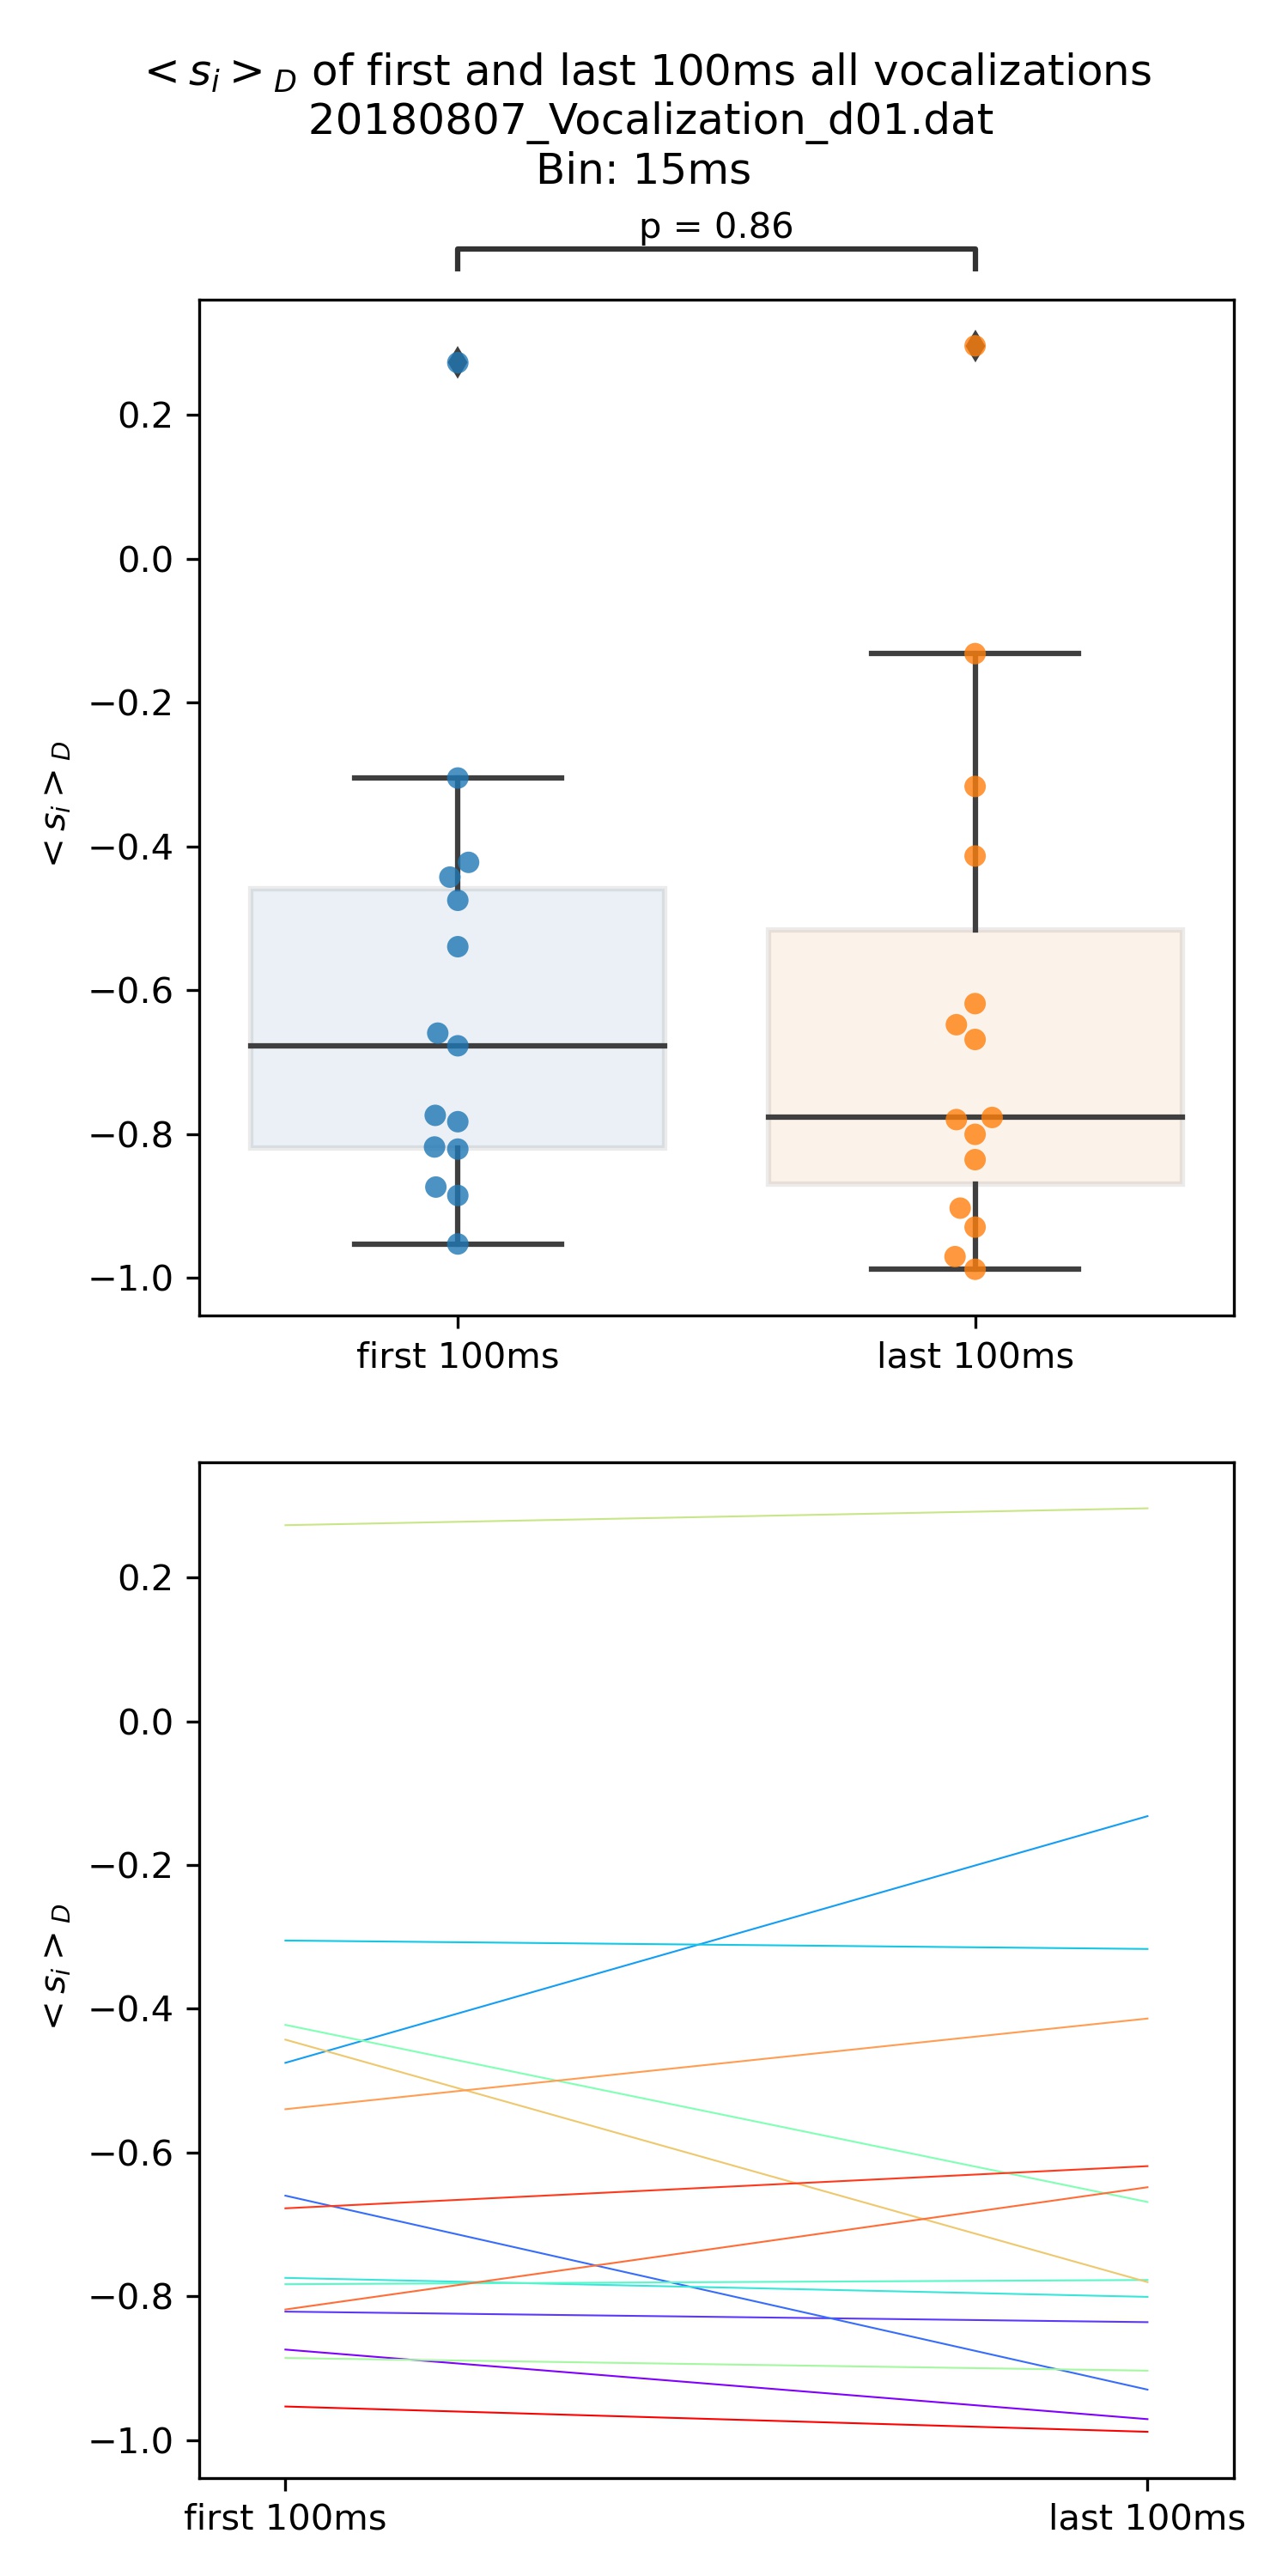 < s_i >_D of first and last 100ms all vocalizations
20180807_Vocalization_d01.dat
Bin: 15ms
p = 0.86
0.2
0.0
−0.2
−0.4
−0.6
−0.8
−1.0
< s_i >_D
first 100ms
last 100ms
0.2
0.0
−0.2
−0.4
−0.6
−0.8
−1.0
< s_i >_D
first 100ms
last 100ms